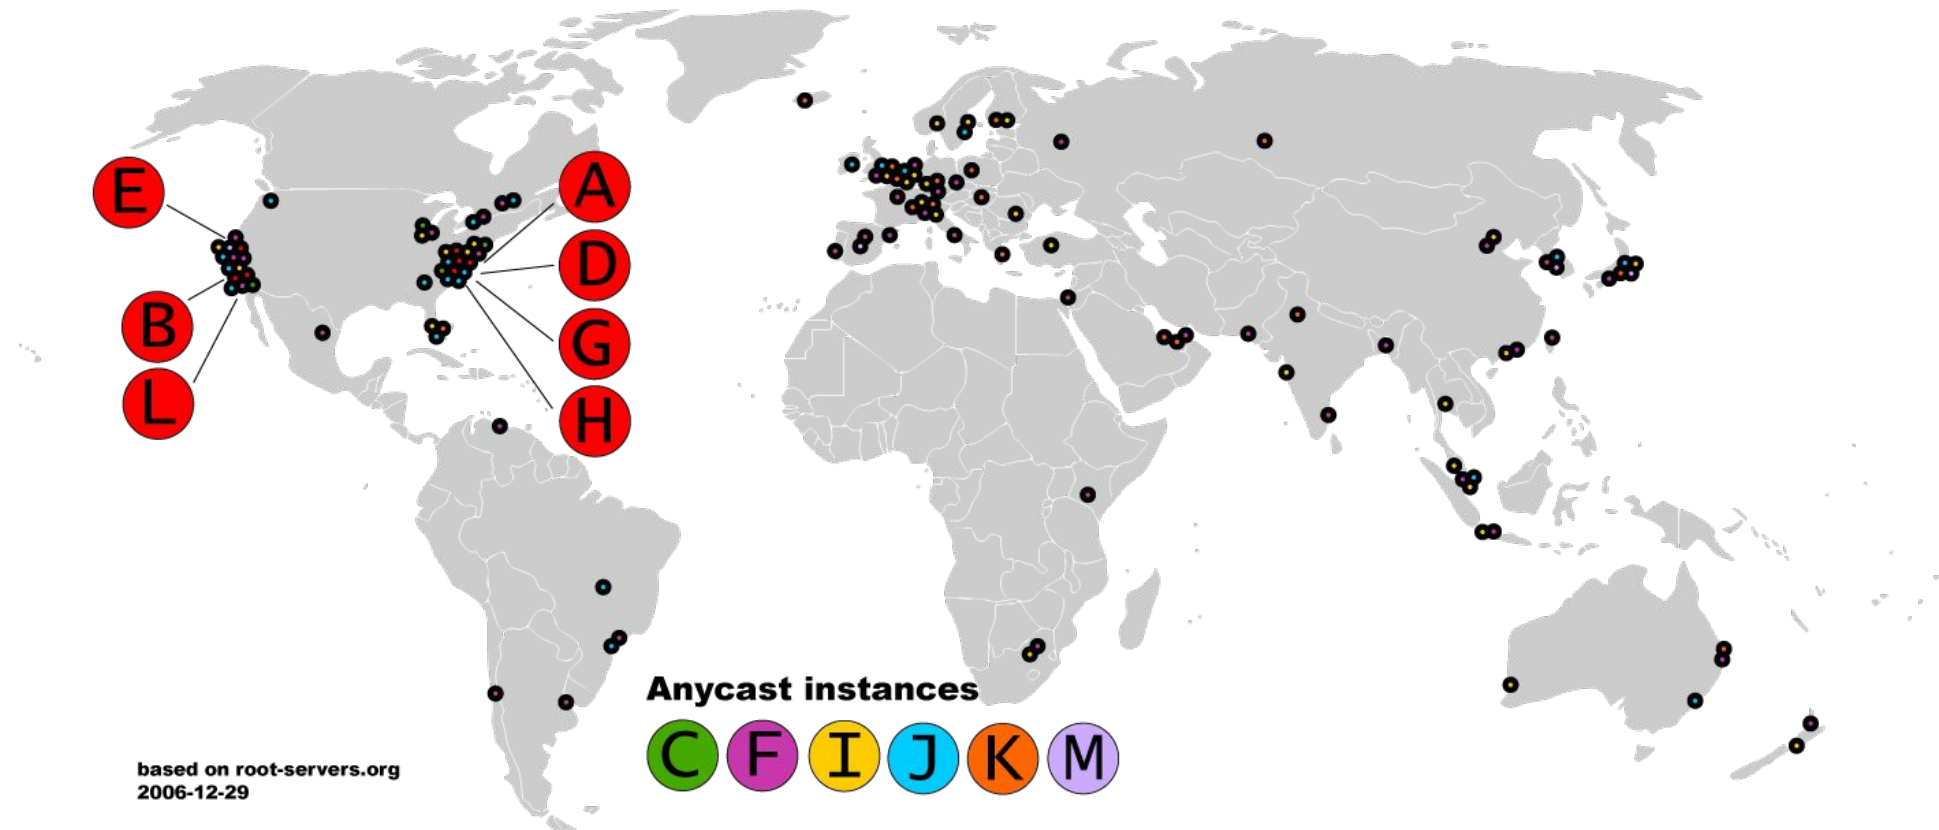 E
B
L
A
D
G
H
Anycast instances
C F I J K M
based on root-servers.org
2006-12-29